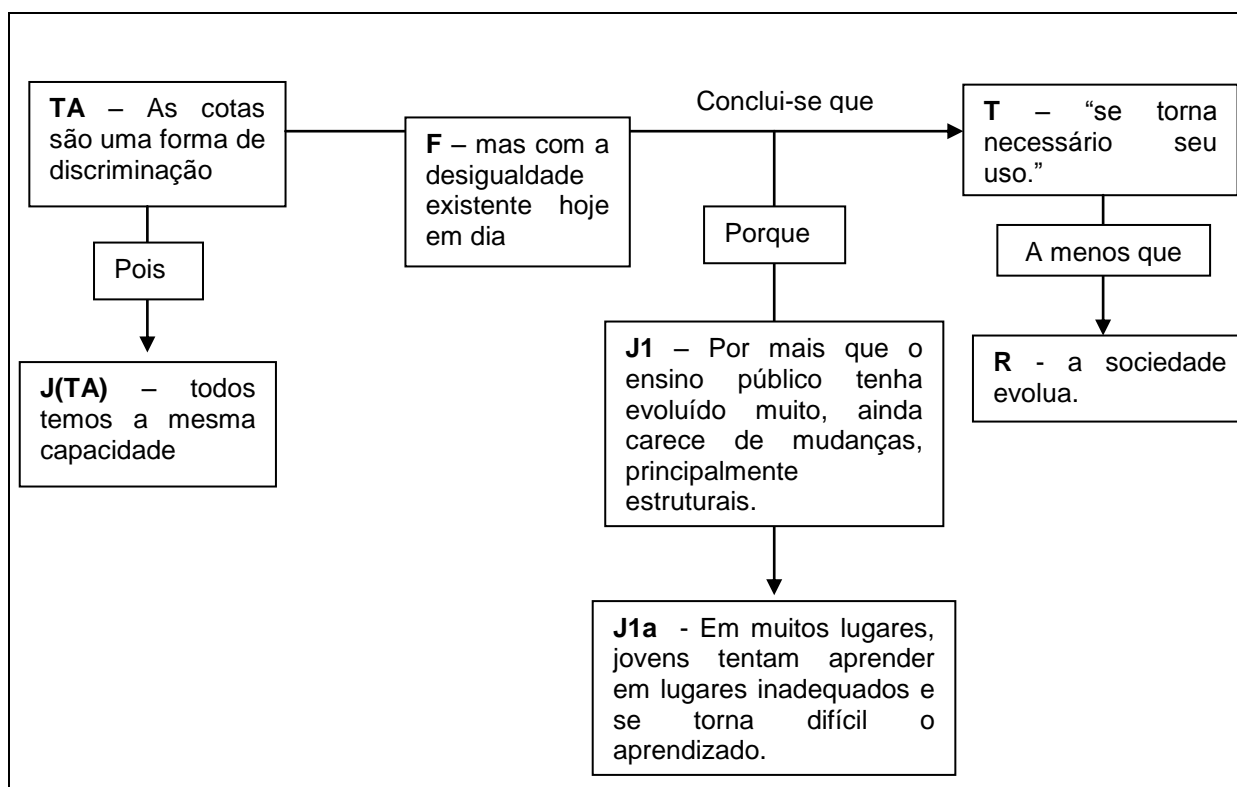 TA – As cotas
são uma forma de
discriminação
Pois
J(TA) – todos
temos a mesma
capacidade
F – mas com a
desigualdade
existente hoje
em dia
Conclui-se que
Porque
J1 – Por mais que o
ensino público tenha
evoluído muito, ainda
carece de mudanças,
principalmente
estruturais.
J1a - Em muitos lugares,
jovens tentam aprender
em lugares inadequados e
se torna difícil o
aprendizado.
T – “se torna
necessário seu
uso.”
A menos que
R - a sociedade
evolua.